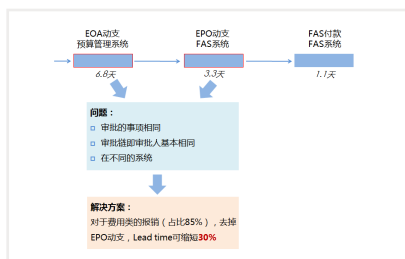 EOA动支
预算管理系统
EPO动支
FAS系统
FAS付款
FAS系统
6.8天
3.3天
1.1天
问题：
审批的事项相同
审批链即审批人基本相同
在不同的系统
解决方案：
对于费用类的报销（占比85%），去掉
EPO动支，Lead time可缩短30%